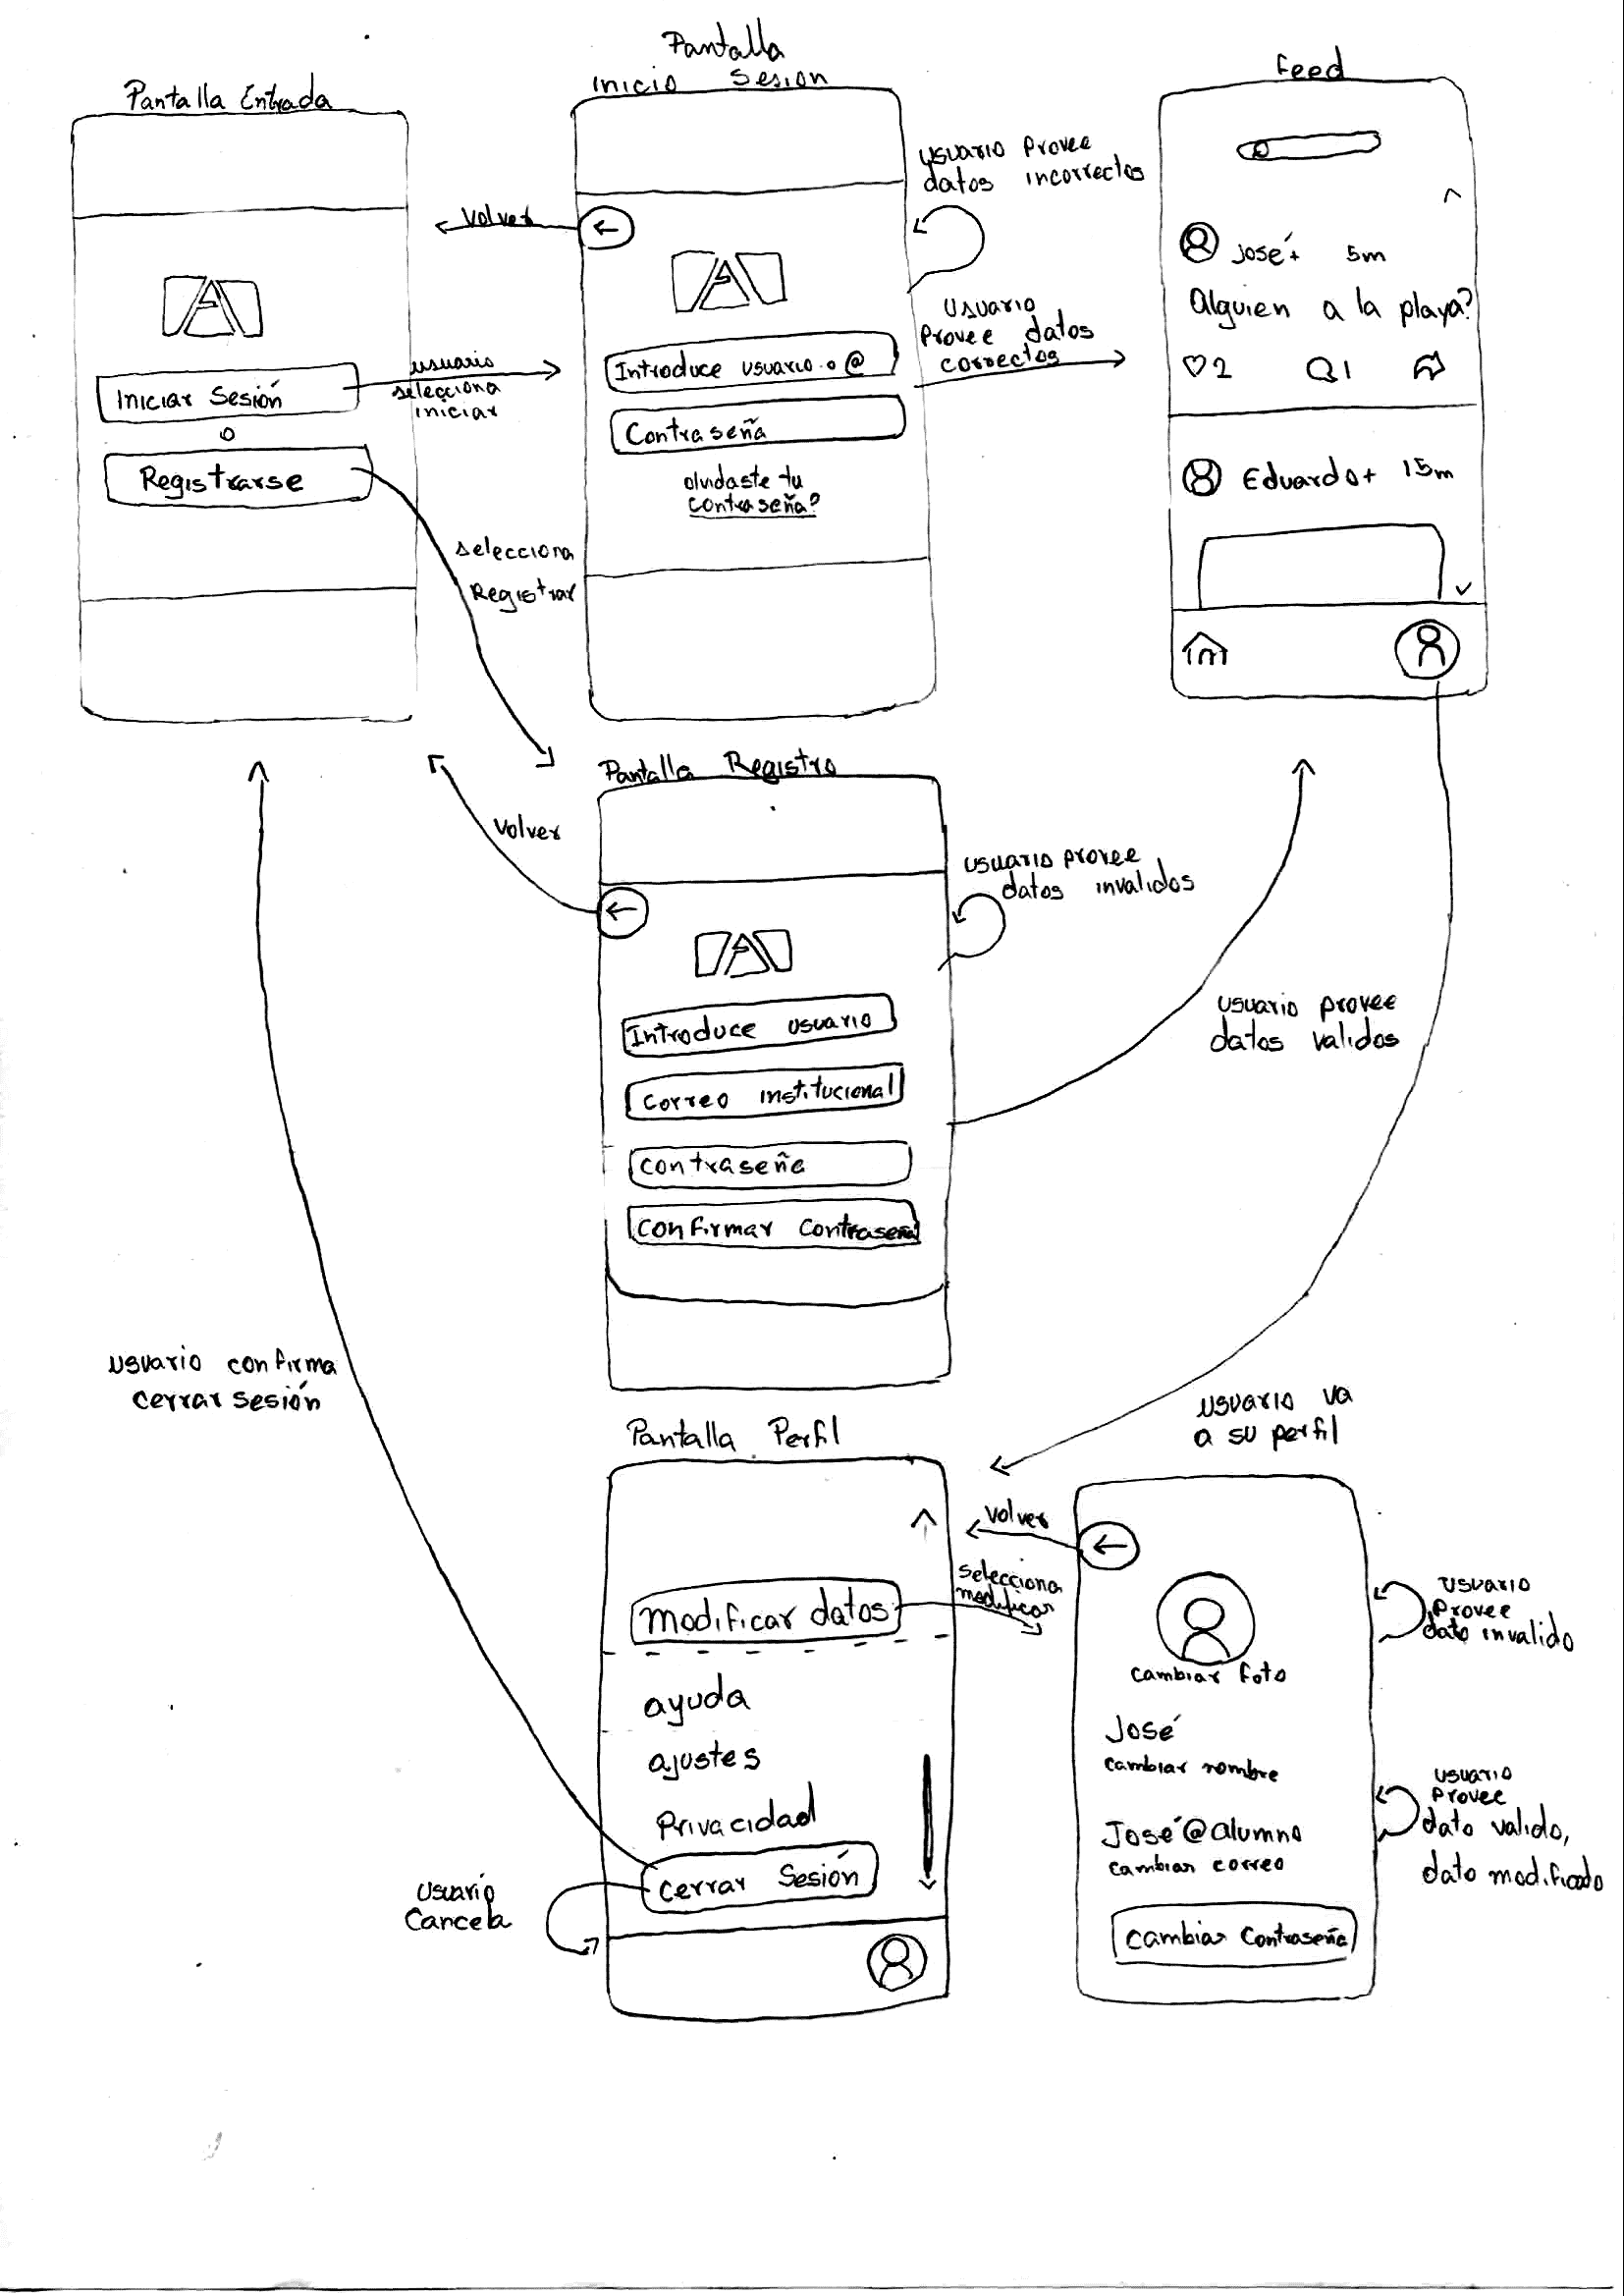 Pantalla Entrada
Iniciar Sesión
o
Registrarse
usuario
selecciona
iniciar
selecciona
Registrar
Pantalla
Inicio Sesion
Volver
Introduce usuario o @
Contraseña
olvidaste tu
contraseña?
usuario Provee
datos incorrectos
Usuario
Provee datos
correctos
Feed
José 5m
Alguien a la playa?
2 1
Eduardo 15m
Pantalla Registro
Volver
Introduce usuario
Correo institucional
contraseña
confirmar contraseña
usuario provee
datos invalidos
usuario provee
datos validos
usuario confirma
cerrar sesión
usuario va
a su perfil
Pantalla Perfil
modificar datos
ayuda
ajustes
Privacidad
cerrar Sesión
usuario
Cancela
Volver
selecciona
modificar
cambiar foto
José
cambiar nombre
José@alumno
cambiar correo
Cambiar Contraseña
usuario
Provee
dato invalido
usuario
Provee
dato valido,
dato modificado